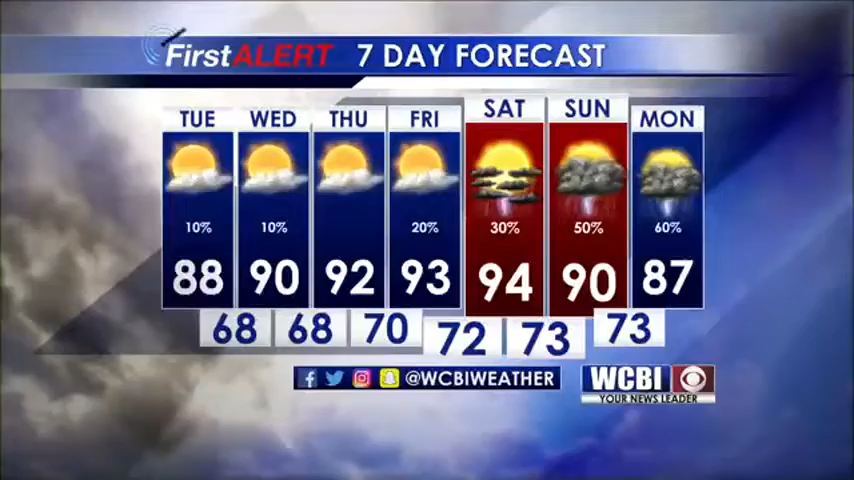 FirstALERT 7 DAY FORECAST
TUE WED THU FRI SAT SUN MON
10% 10% 20% 30% 50% 60%
88 90 92 93 94 90 87
68 68 70 72 73 73
@WCBIWEATHER
WCBI
YOUR NEWS LEADER